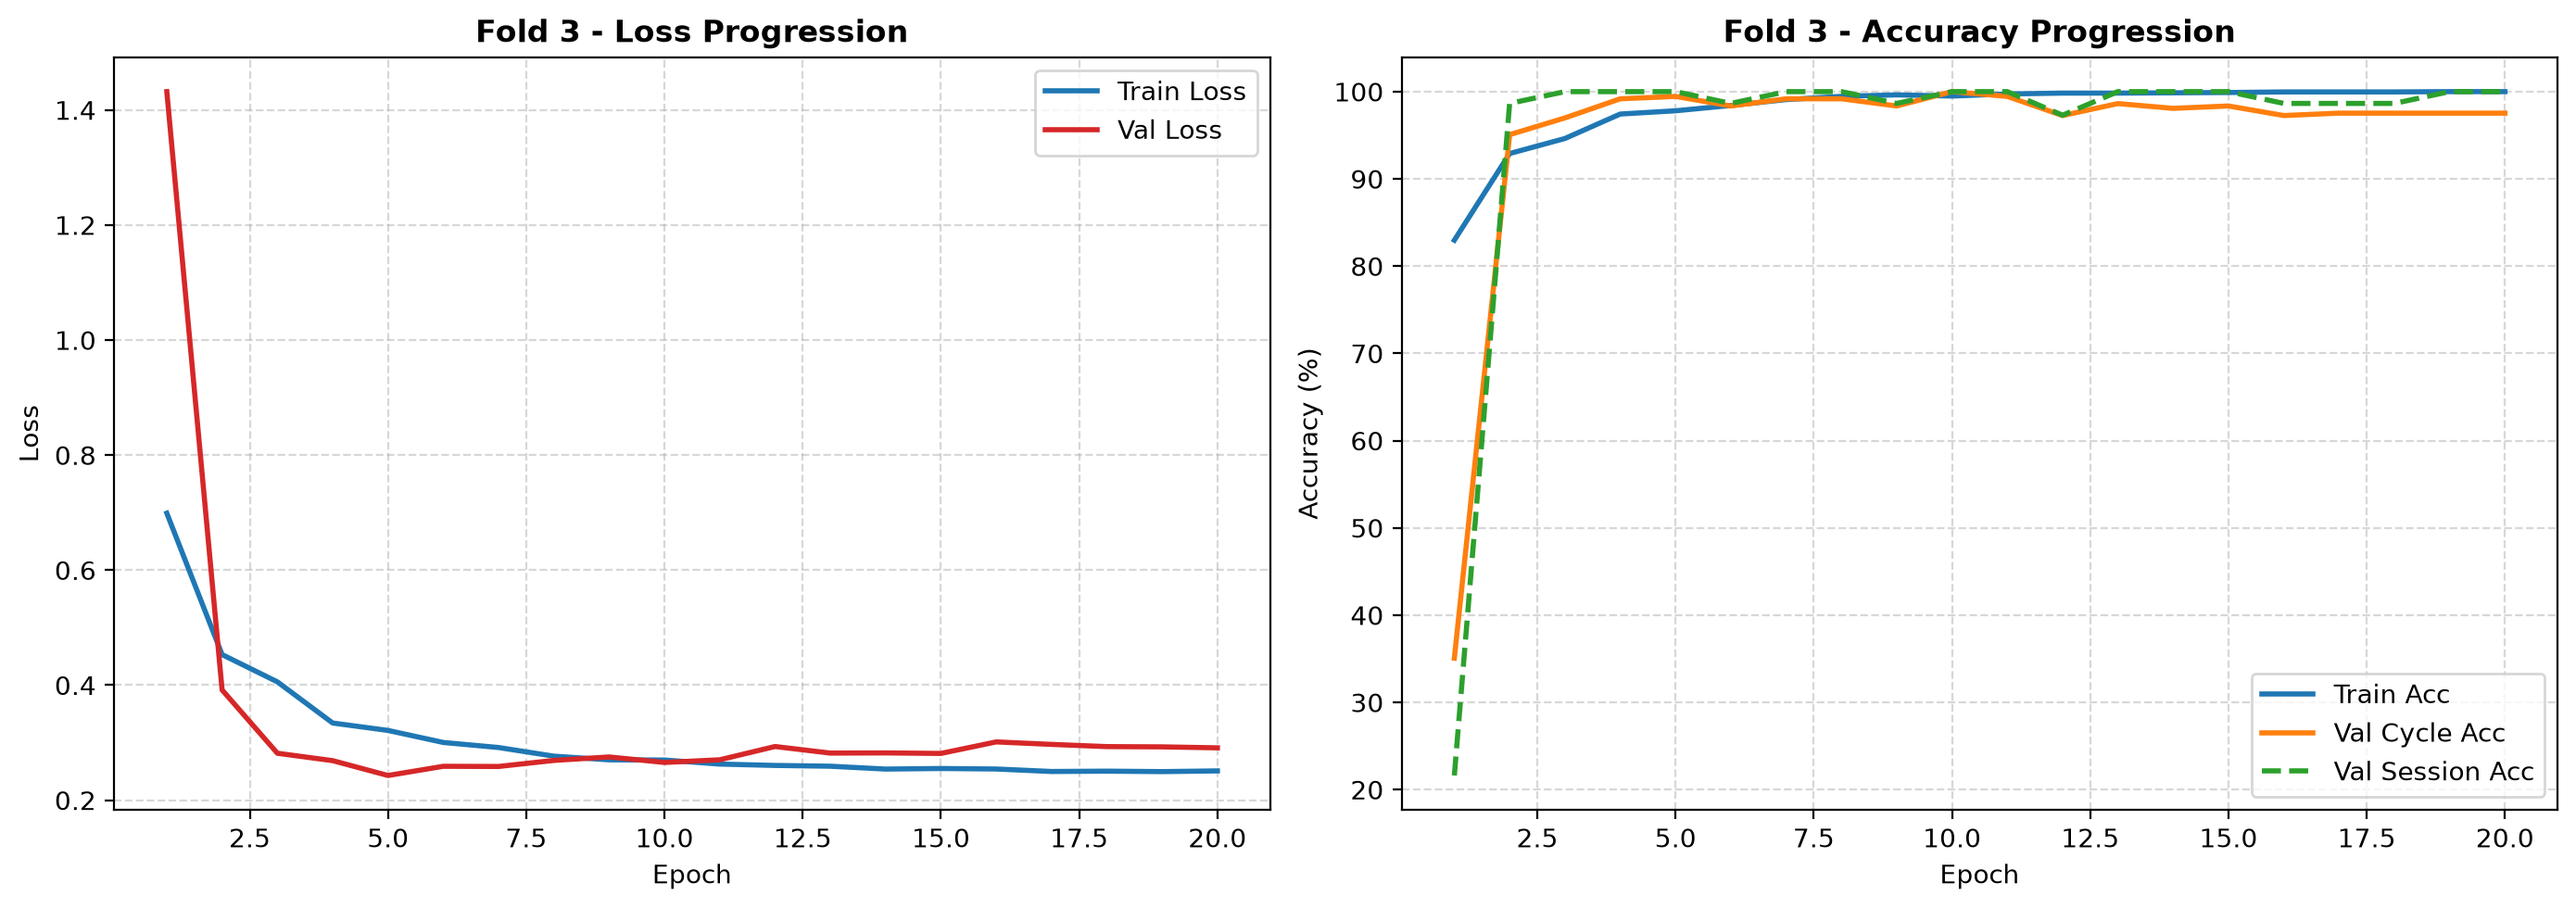 Fold 3 - Loss Progression
Train Loss
Val Loss
1.4
1.2
1.0
0.8
0.6
0.4
0.2
Loss
2.5 5.0 7.5 10.0 12.5 15.0 17.5 20.0
Epoch
Fold 3 - Accuracy Progression
100
90
80
70
60
50
40
30
20
Accuracy (%)
Train Acc
Val Cycle Acc
Val Session Acc
2.5 5.0 7.5 10.0 12.5 15.0 17.5 20.0
Epoch